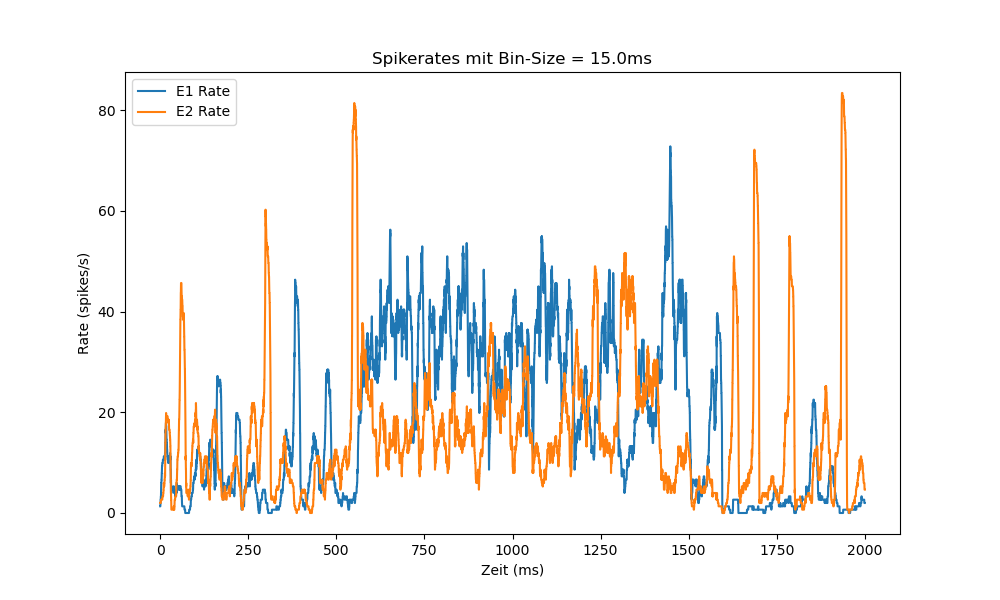 Spikerates mit Bin-Size = 15.0ms
E1 Rate
E2 Rate
80
60
40
20
0
Rate (spikes/s)
0 250 500 750 1000 1250 1500 1750 2000
Zeit (ms)